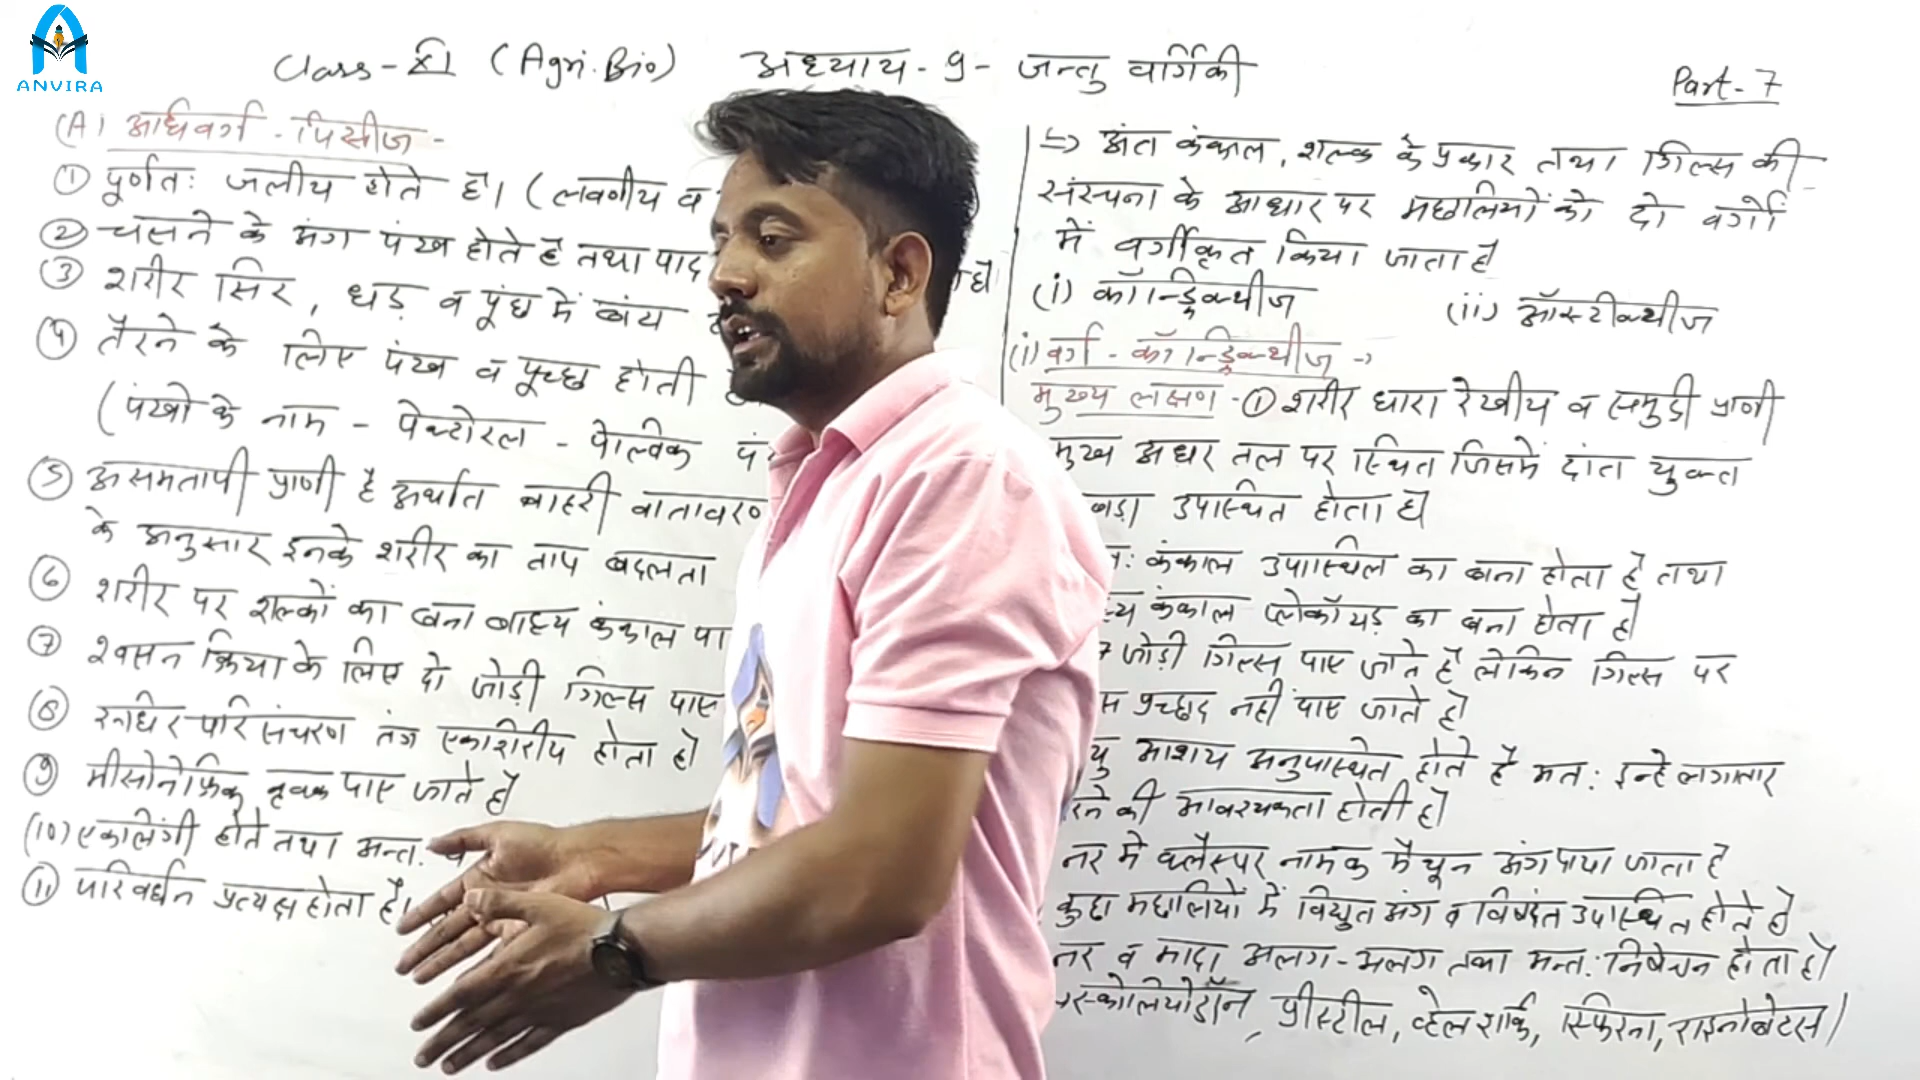 ANVIRA
Class-XI (Agri.Bio) अध्याय-9- जन्तु वर्गिकी
Part-7
(A) अधिवर्ग - पिसीज -
① पूर्णतः जलीय होते है। (लवणीय व
② चलने के अंग पंख होते है तथा पाद
③ शरीर सिर, धड़ व पूंछ में बंटा
④ तैरने के लिए पंख व पूच्छ होती
(पंखो के नाम - पेक्टोरल - पेल्विक पं
⑤ असमतापी प्राणी है अर्थात बाहरी वातावरण
के अनुसार इनके शरीर का ताप बदलता
⑥ शरीर पर शल्कों का बना बाह्य कंकाल पा
⑦ श्वसन क्रिया के लिए दो जोड़ी गिल्स पाए
⑧ रूधिर परिसंचरण तंत्र एकशिरीय होता है
⑨ मीसोनेफ्रिक वृक्क पाए जाते है
(10) एकलिंगी होते तथा अन्त: व
⑪ परिवर्धन प्रत्यक्ष होता है।
=> अंत कंकाल, शल्क के प्रकार तथा गिल्स की
संरचना के आधार पर मछलियों को दो वर्गो
में वर्गीकृत किया जाता है
(i) कॉन्ड्रिक्थीज (ii) ऑस्टीक्थीज
(i) वर्ग - कॉन्ड्रिक्थीज ->
मुख्य लक्षण - ① शरीर धारा रेखीय व समुद्री प्राणी
मुख अधर तल पर स्थित जिसमें दांत युक्त
जबड़ा उपस्थित होता है
त: कंकाल उपास्थिल का बना होता है तथा
ह्य कंकाल प्लेकॉयड का बना होता है
7 जोड़ी गिल्स पाए जाते है लेकिन गिल्स पर
स प्रच्छद नही पाए जाते है
यु आशय अनुपास्थित होते है अत: इन्हे लगातार
रने की आवश्यकता होती है
नर मे क्लैस्पर नामक मैथून अंग पाया जाता है
कुछ मछलियों में विद्युत अंग व विषदंत उपस्थित होते है
नर व मादा अलग-अलग तथा अन्त: निषेचन होता है
स्कोलियोडॉन, प्रीस्टील, व्हेल शार्क, स्फिरना, राइनोबेटस।